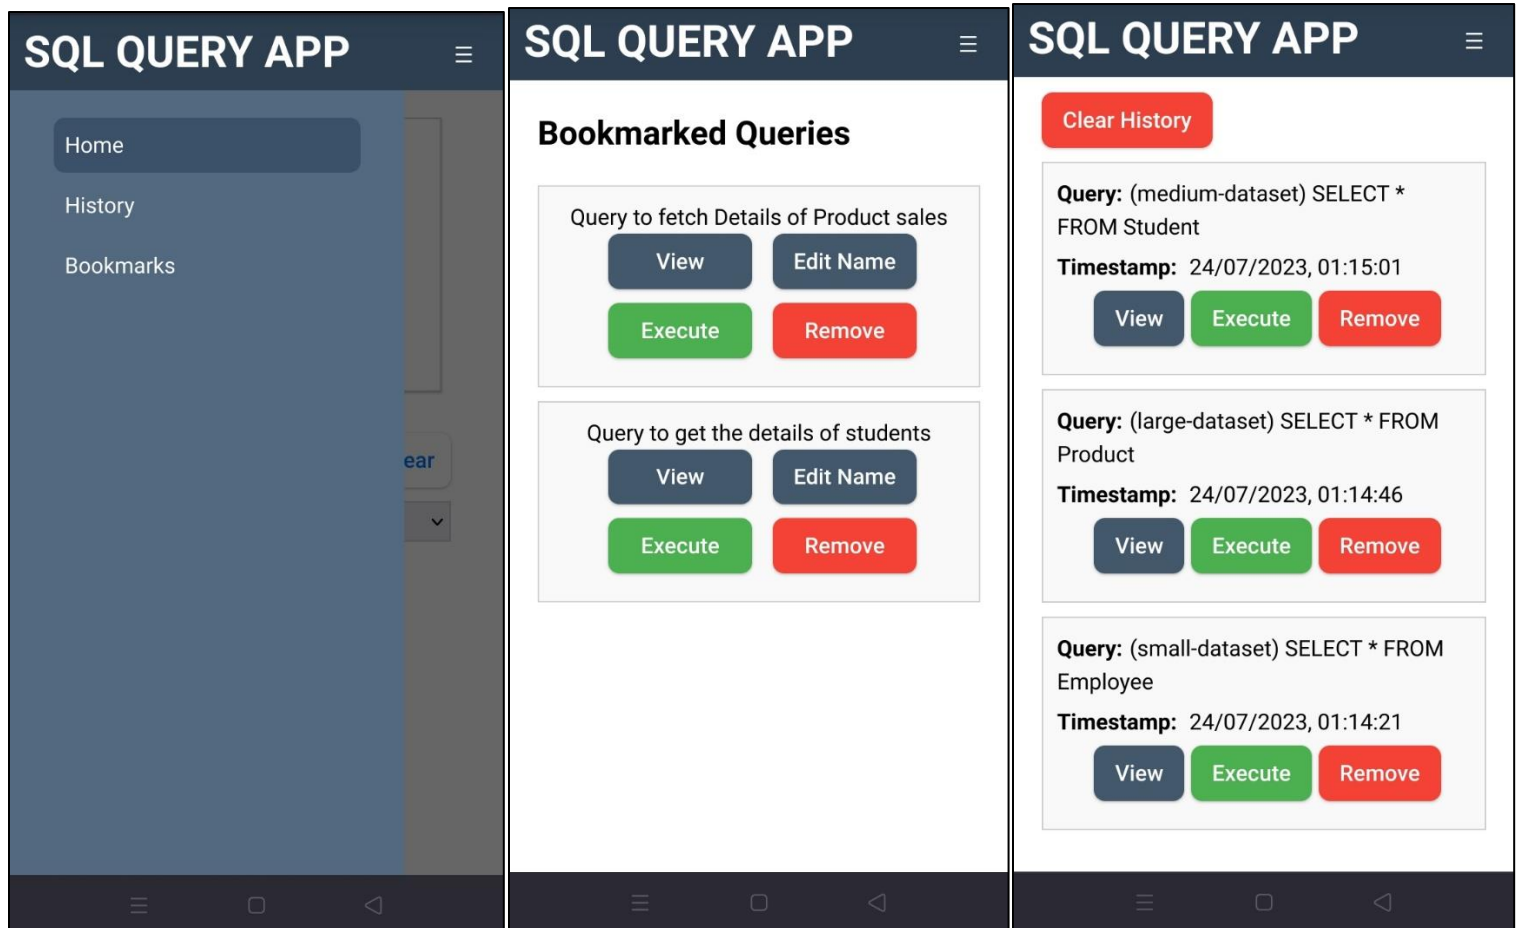 SQL QUERY APP ☰
Home
History
Bookmarks
ear
SQL QUERY APP ☰
Bookmarked Queries
Query to fetch Details of Product sales
View Edit Name
Execute Remove
Query to get the details of students
View Edit Name
Execute Remove
SQL QUERY APP ☰
Clear History
Query: (medium-dataset) SELECT *
FROM Student
Timestamp: 24/07/2023, 01:15:01
View Execute Remove
Query: (large-dataset) SELECT * FROM
Product
Timestamp: 24/07/2023, 01:14:46
View Execute Remove
Query: (small-dataset) SELECT * FROM
Employee
Timestamp: 24/07/2023, 01:14:21
View Execute Remove